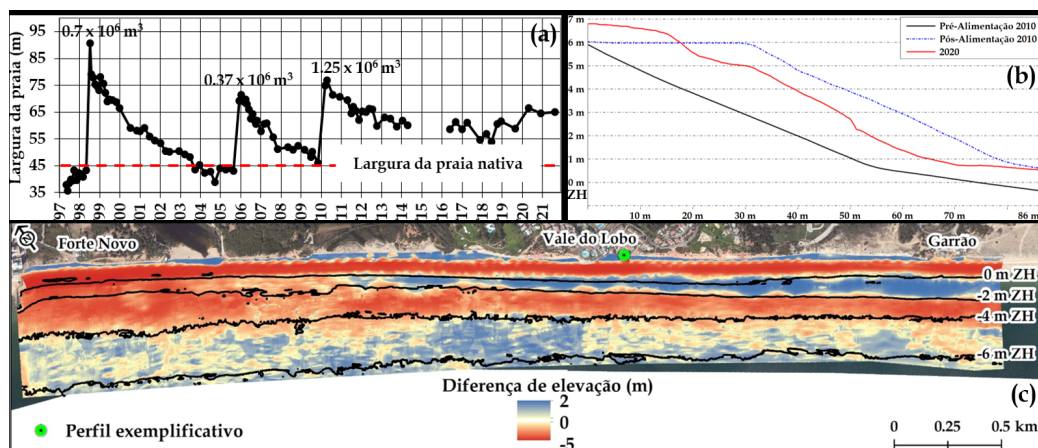 (a)
0.7 x 10⁶ m³
0.37 x 10⁶ m³
1.25 x 10⁶ m³
Largura da praia (m)
95
85
75
65
55
45
35
Largura da praia nativa
97 98 99 00 01 02 03 04 05 06 07 08 09 10 11 12 13 14 15 16 17 18 19 20 21
Pré-Alimentação 2010
Pós-Alimentação 2010
2020
(b)
7 m
6 m
5 m
4 m
3 m
2 m
1 m
0 m
ZH
10 m 20 m 30 m 40 m 50 m 60 m 70 m 86 m
Forte Novo
Vale do Lobo
Garrão
0 m ZH
-2 m ZH
-4 m ZH
-6 m ZH
Diferença de elevação (m)
(c)
2
0
-5
Perfil exemplificativo
0 0.25 0.5 km